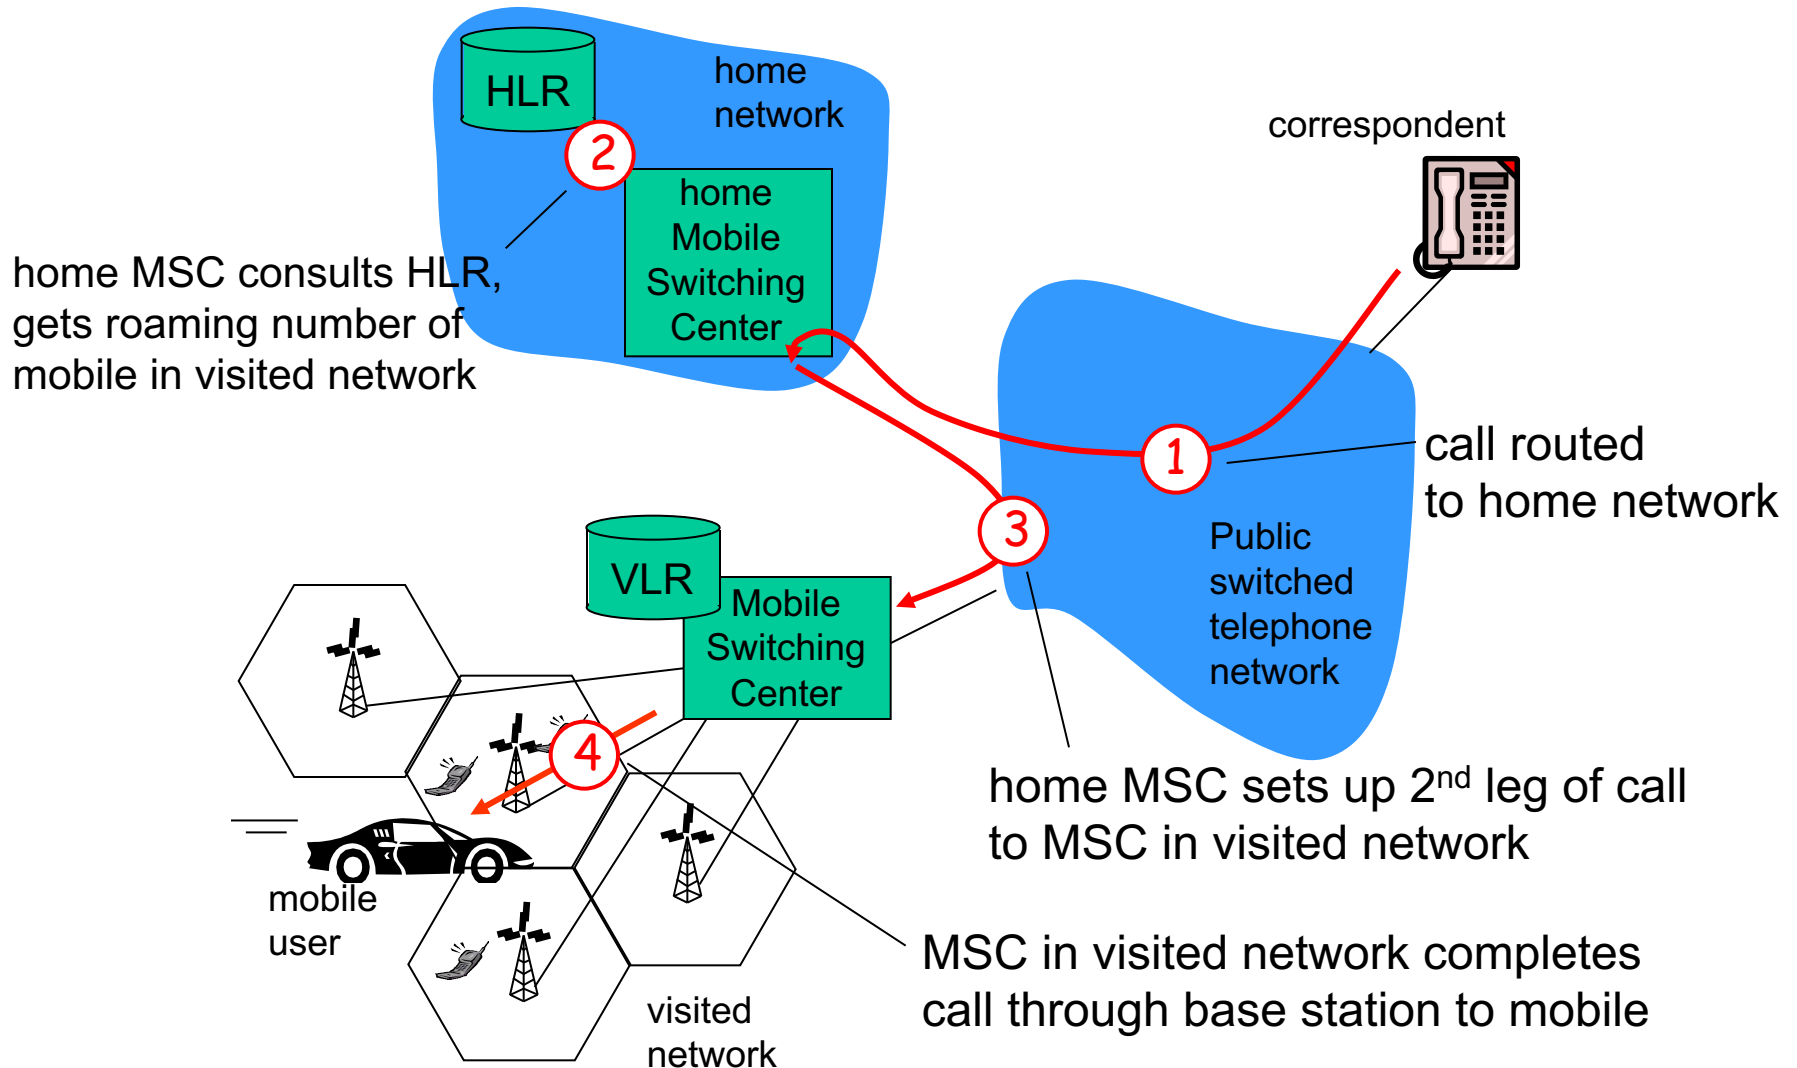 HLR
home
network
correspondent
2
home
Mobile
Switching
Center
home MSC consults HLR,
gets roaming number of
mobile in visited network
1
call routed
to home network
3
Public
switched
telephone
network
VLR
Mobile
Switching
Center
4
home MSC sets up 2nd leg of call
to MSC in visited network
mobile
user
MSC in visited network completes
call through base station to mobile
visited
network